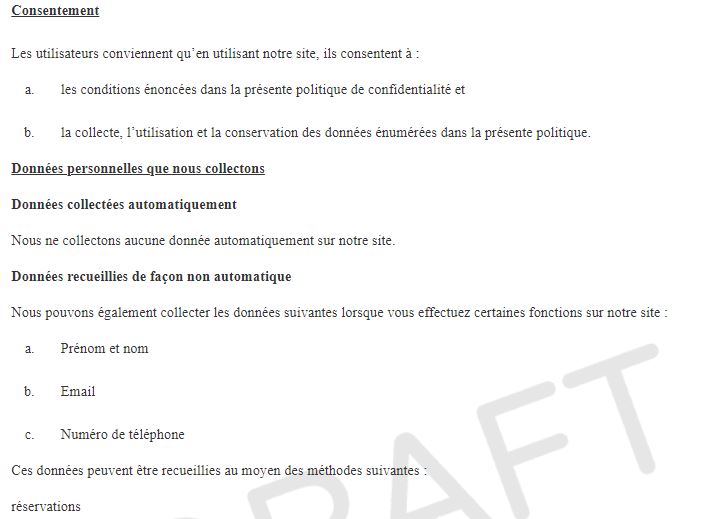 Consentement
Les utilisateurs conviennent qu'en utilisant notre site, ils consentent à :
a. les conditions énoncées dans la présente politique de confidentialité et
b. la collecte, l'utilisation et la conservation des données énumérées dans la présente politique.
Données personnelles que nous collectons
Données collectées automatiquement
Nous ne collectons aucune donnée automatiquement sur notre site.
Données recueillies de façon non automatique
Nous pouvons également collecter les données suivantes lorsque vous effectuez certaines fonctions sur notre site :
a. Prénom et nom
b. Email
c. Numéro de téléphone
Ces données peuvent être recueillies au moyen des méthodes suivantes :
réservations
DRAFT